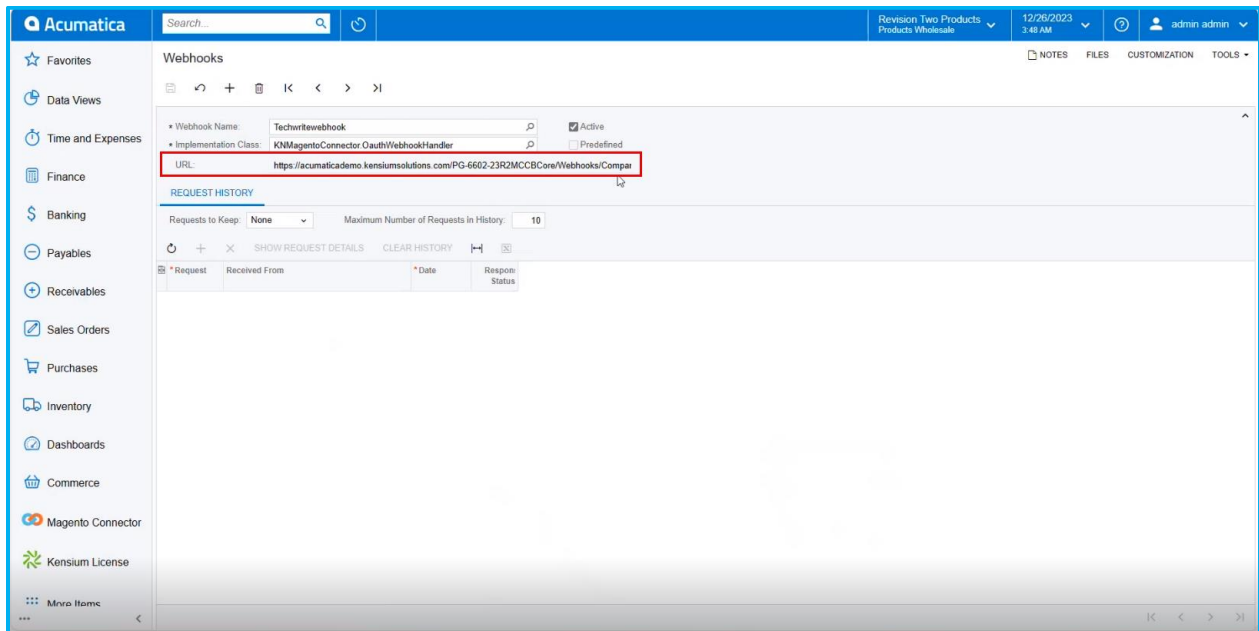 Acumatica
Search...
Revision Two Products
Products Wholesale
12/26/2023
3:48 AM
admin admin
Favorites
Data Views
Time and Expenses
Finance
Banking
Payables
Receivables
Sales Orders
Purchases
Inventory
Dashboards
Commerce
Magento Connector
Kensium License
More Items
Webhooks
NOTES FILES CUSTOMIZATION TOOLS
* Webhook Name: Techwritewebhook Active
* Implementation Class: KNMagentoConnector.OauthWebhookHandler Predefined
URL: https://acumaticademo.kensiumsolutions.com/PG-6602-23R2MCCBCore/Webhooks/Compar
REQUEST HISTORY
Requests to Keep: None Maximum Number of Requests in History: 10
SHOW REQUEST DETAILS CLEAR HISTORY
* Request Received From * Date Respon
Status